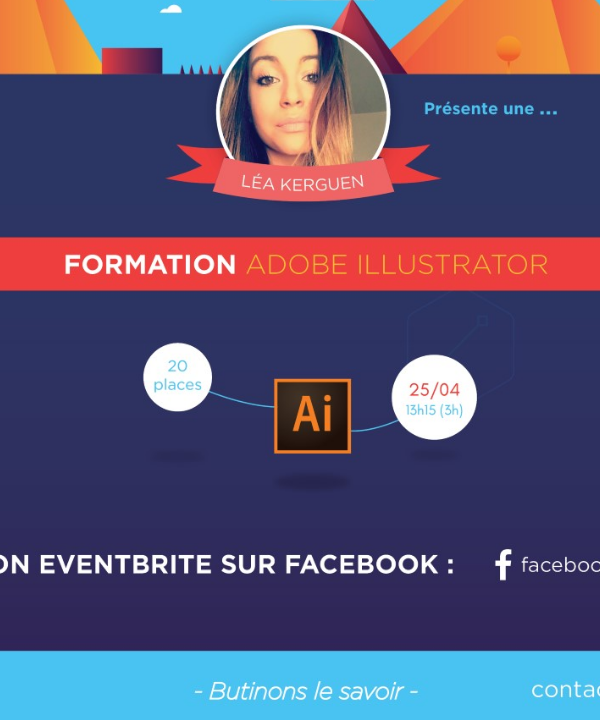 Présente une ...
LÉA KERGUEN
FORMATION ADOBE ILLUSTRATOR
20
places
Ai
25/04
13h15 (3h)
ON EVENTBRITE SUR FACEBOOK :
f faceboo
- Butinons le savoir -
contac